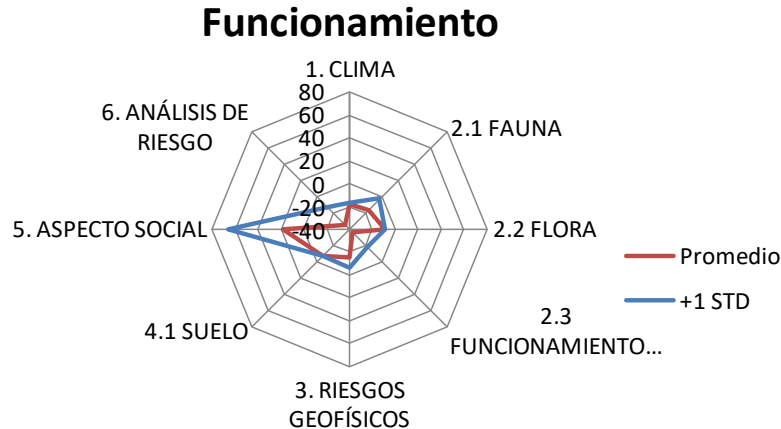 Funcionamiento
1. CLIMA
80
60
40
20
0
-20
-40
2.1 FAUNA
2.2 FLORA
2.3
FUNCIONAMIENTO...
3. RIESGOS
GEOFÍSICOS
4.1 SUELO
5. ASPECTO SOCIAL
6. ANÁLISIS DE
RIESGO
Promedio
+1 STD